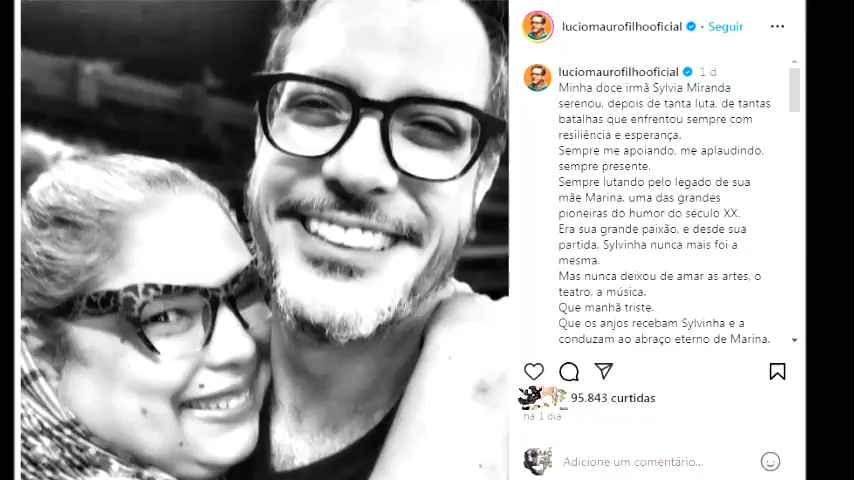 luciomaurofilhooficial • Seguir
luciomaurofilhooficial 1 d
Minha doce irmã Sylvia Miranda
serenou, depois de tanta luta, de tantas
batalhas que enfrentou sempre com
resiliência e esperança.
Sempre me apoiando, me aplaudindo,
sempre presente.
Sempre lutando pelo legado de sua
mãe Marina, uma das grandes
pioneiras do humor do século XX.
Era sua grande paixão, e desde sua
partida, Sylvinha nunca mais foi a
mesma.
Mas nunca deixou de amar as artes, o
teatro, a música.
Que manhã triste.
Que os anjos recebam Sylvinha e a
conduzam ao abraço eterno de Marina.
95.843 curtidas
há 1 dia
Adicione um comentário...